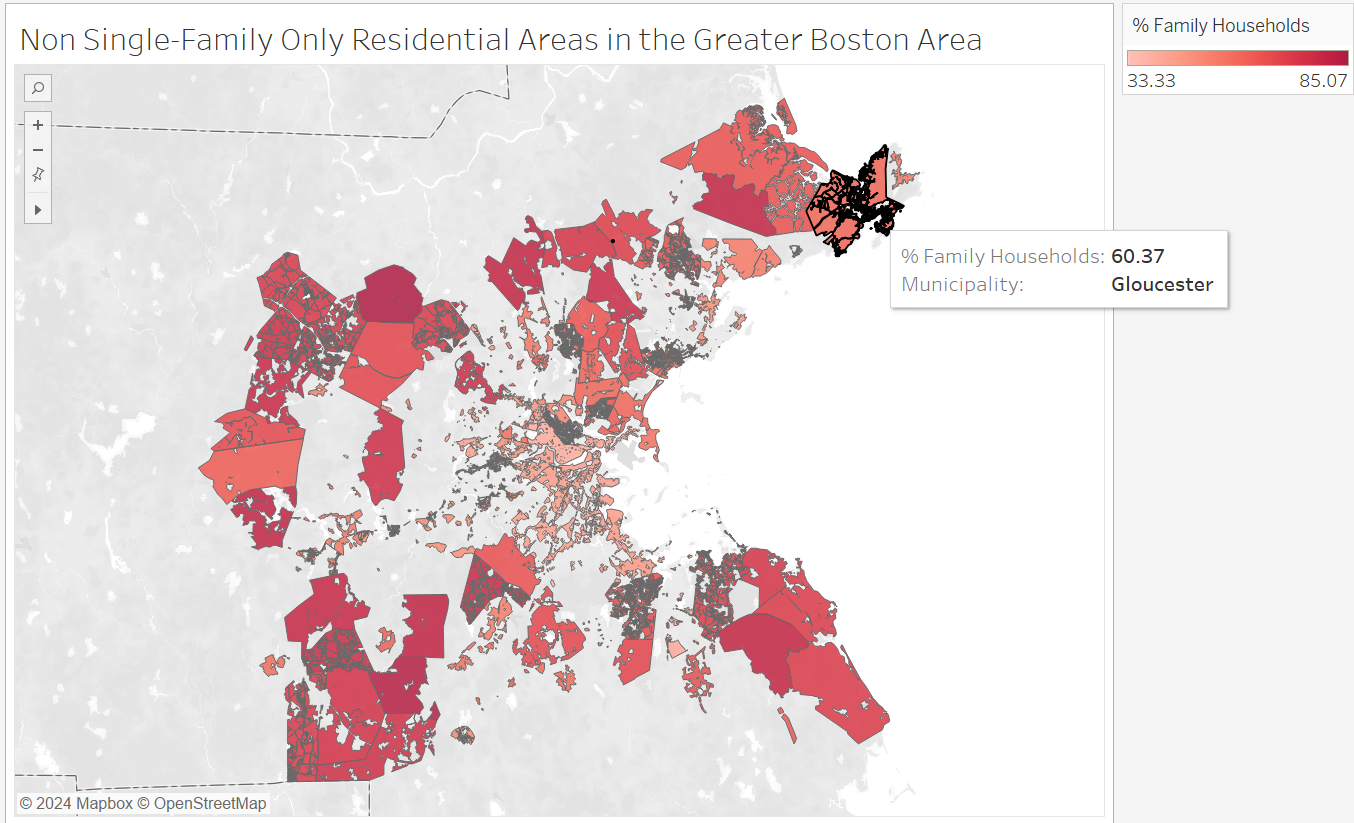 Non Single-Family Only Residential Areas in the Greater Boston Area
% Family Households
33.33 85.07
% Family Households: 60.37
Municipality: Gloucester
© 2024 Mapbox © OpenStreetMap